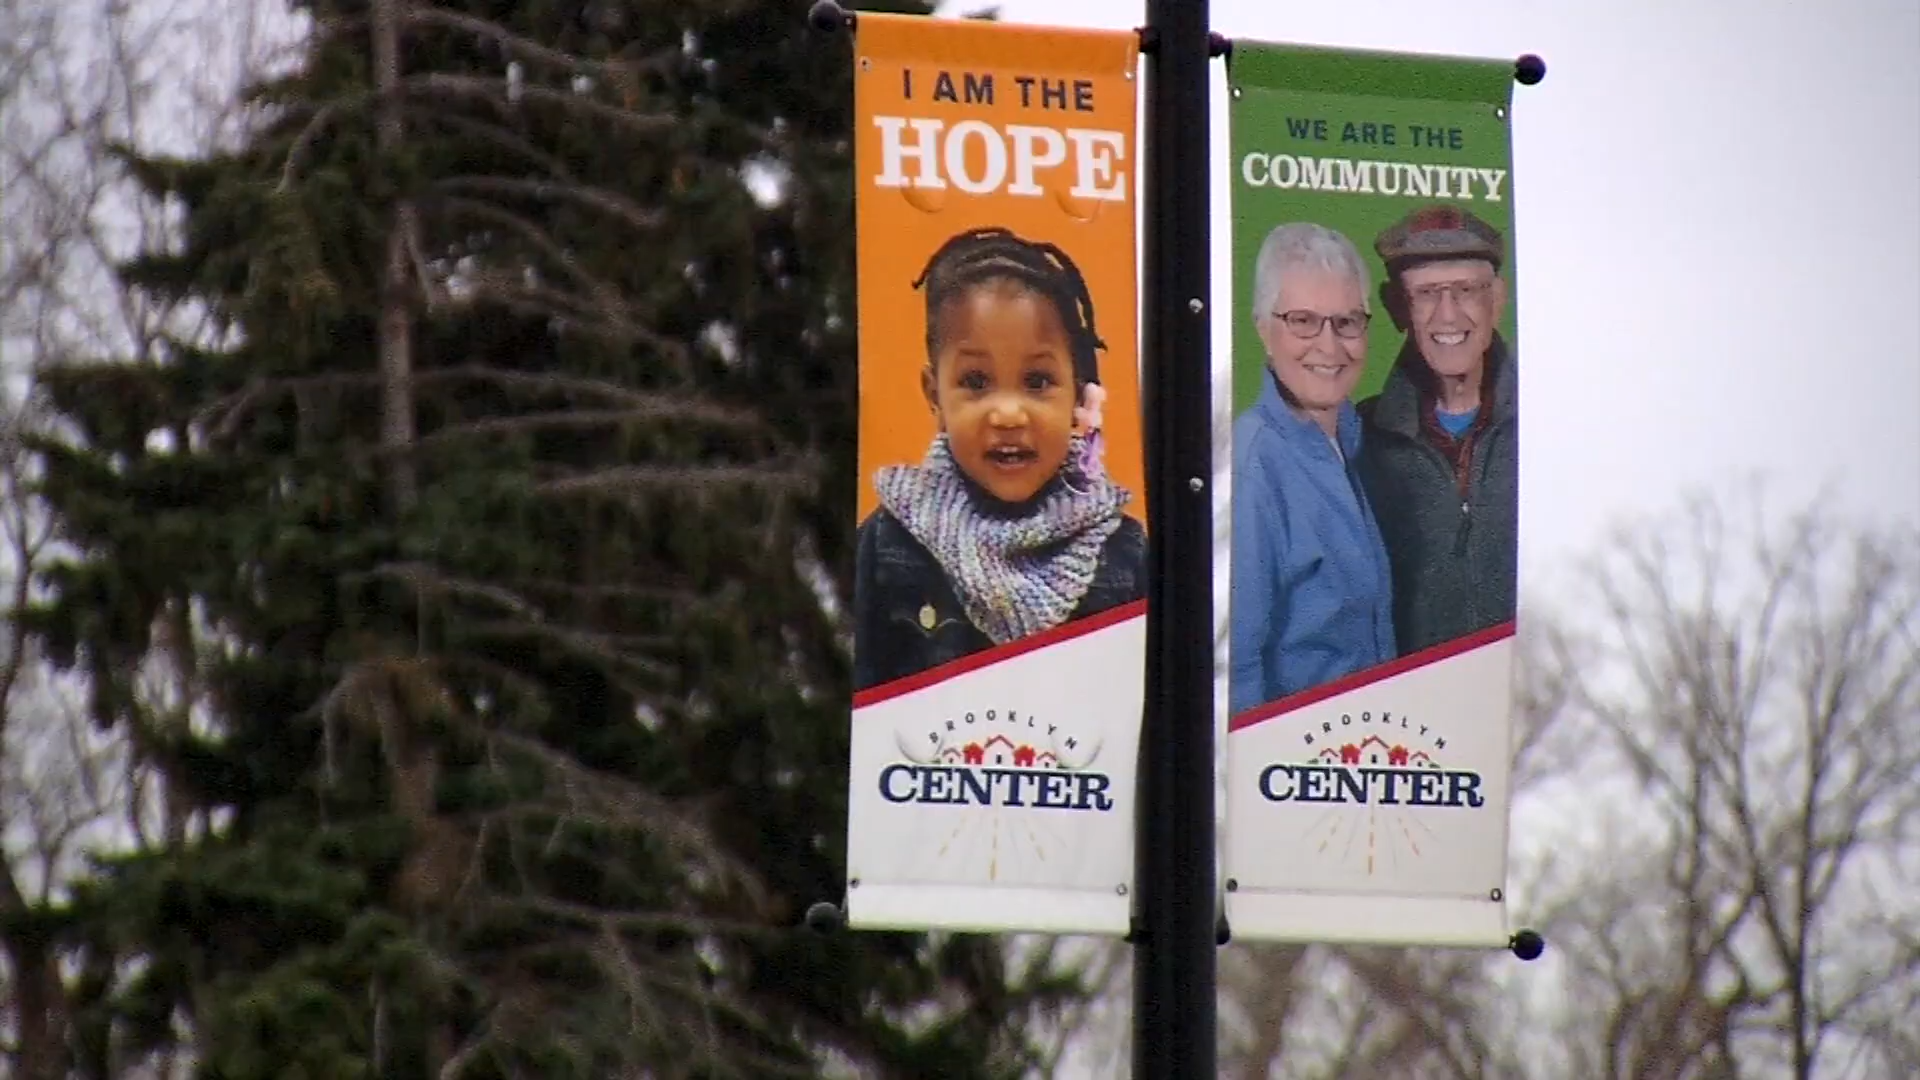 I AM THE
HOPE
BROOKLYN
CENTER
WE ARE THE
COMMUNITY
BROOKLYN
CENTER